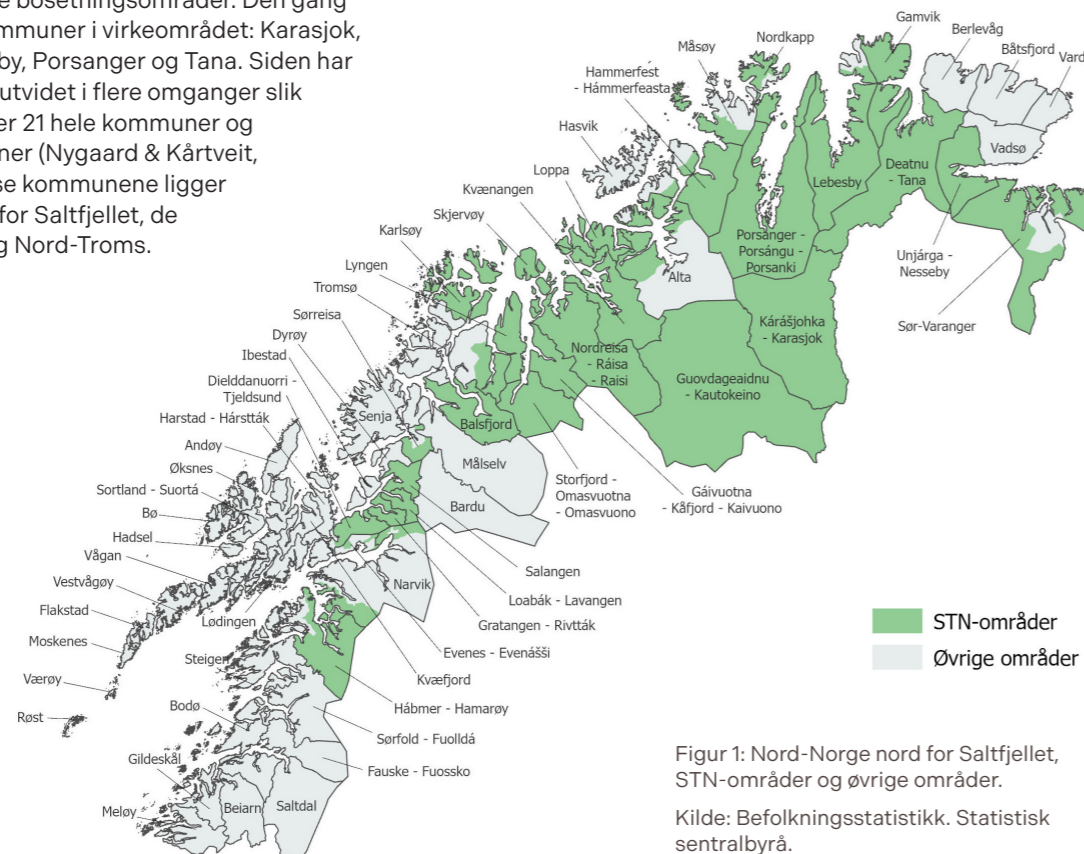 e bosetningsområder. Den gang
mmuner i virkeområdet: Karasjok,
by, Porsanger og Tana. Siden har
utvidet i flere omganger slik
er 21 hele kommuner og
ner (Nygaard & Kårtveit,
se kommunene ligger
for Saltfjellet, de
g Nord-Troms.
Gamvik
Berlevåg
Båtsfjord
Vard
Nordkapp
Måsøy
Hammerfest
- Hámmerfeasta
Hasvik
Loppa
Kvænangen
Skjervøy
Karlsøy
Lyngen
Tromsø
Sørreisa
Dyrøy
Ibestad
Dielddanuorri -
Tjeldsund
Harstad - Hárstták
Andøy
Øksnes
Sortland - Suortá
Bø
Hadsel
Vågan
Vestvågøy
Flakstad
Moskenes
Værøy
Røst
Lødingen
Steigen
Bodø
Gildeskål
Meløy
Beiarn
Saltdal
Vadsø
Deatnu
- Tana
Lebesby
Porsanger -
Porsángu -
Porsanki
Unjárga -
Nesseby
Sør-Varanger
Alta
Kárášjohka
- Karasjok
Nordreisa
- Ráisa
- Raisi
Guovdageaidnu
- Kautokeino
Senja
Balsfjord
Målselv
Bardu
Storfjord -
Omasvuotna
- Omasvuono
Gáivuotna
- Kåfjord - Kaivuono
Narvik
Salangen
Loabák - Lavangen
Gratangen - Rivtták
Evenes - Evenášši
Kvæfjord
Hábmer - Hamarøy
Sørfold - Fuolldá
Fauske - Fuossko
STN-områder
Øvrige områder
Figur 1: Nord-Norge nord for Saltfjellet,
STN-områder og øvrige områder.
Kilde: Befolkningsstatistikk. Statistisk
sentralbyrå.